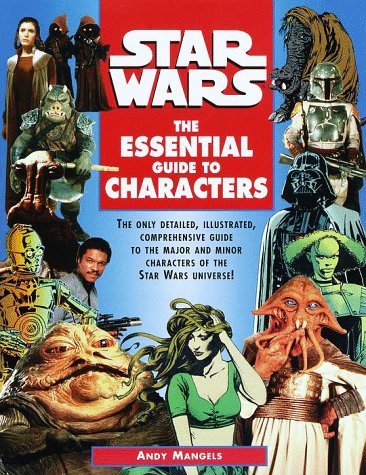 STAR
WARS
THE
ESSENTIAL
GUIDE TO
CHARACTERS
THE ONLY DETAILED, ILLUSTRATED,
COMPREHENSIVE GUIDE
TO THE MAJOR AND MINOR
CHARACTERS OF THE
STAR WARS UNIVERSE!
ANDY MANGELS